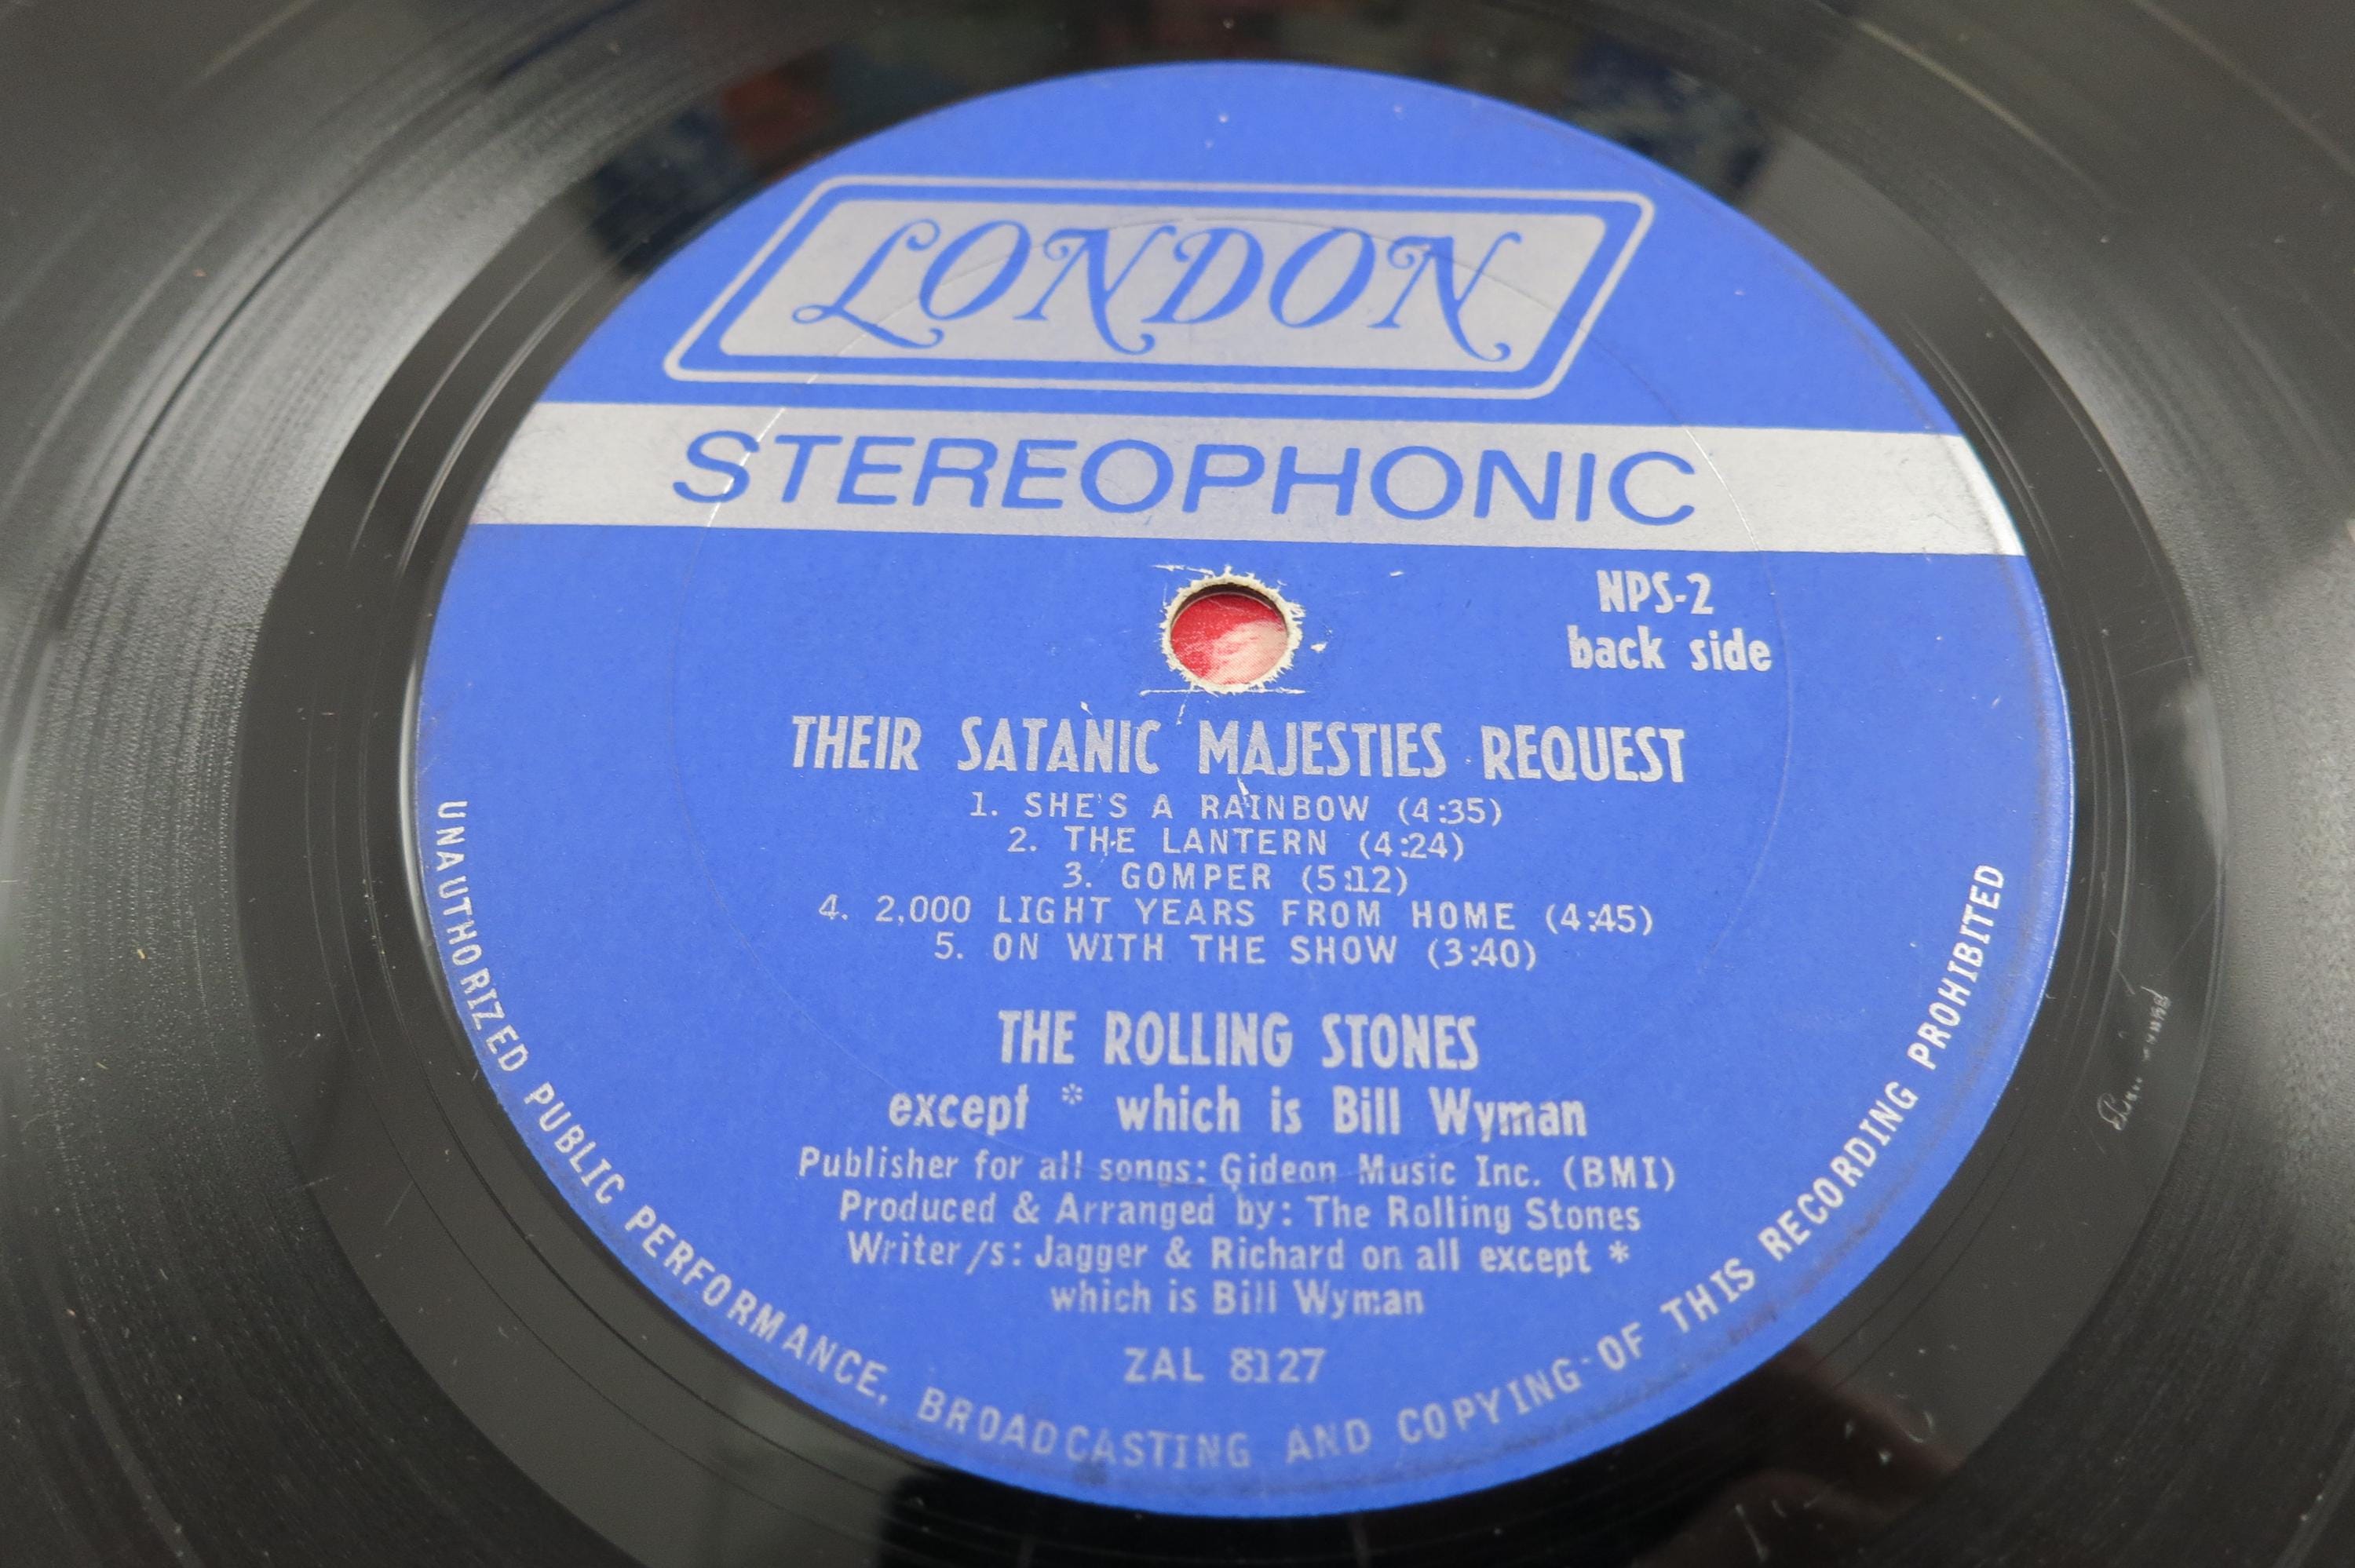 LONDON
STEREOPHONIC
NPS-2
back side
THEIR SATANIC MAJESTIES REQUEST
1. SHE'S A RAINBOW (4:35)
2. THE LANTERN (4:24)
3. GOMPER (5:12)
4. 2,000 LIGHT YEARS FROM HOME (4:45)
5. ON WITH THE SHOW (3:40)
THE ROLLING STONES
except * which is Bill Wyman
Publisher for all songs: Gideon Music Inc. (BMI)
Produced & Arranged by: The Rolling Stones
Writer/s: Jagger & Richard on all except *
which is Bill Wyman
ZAL 8127
UNAUTHORIZED PUBLIC PERFORMANCE, BROADCASTING AND COPYING OF THIS RECORDING PROHIBITED